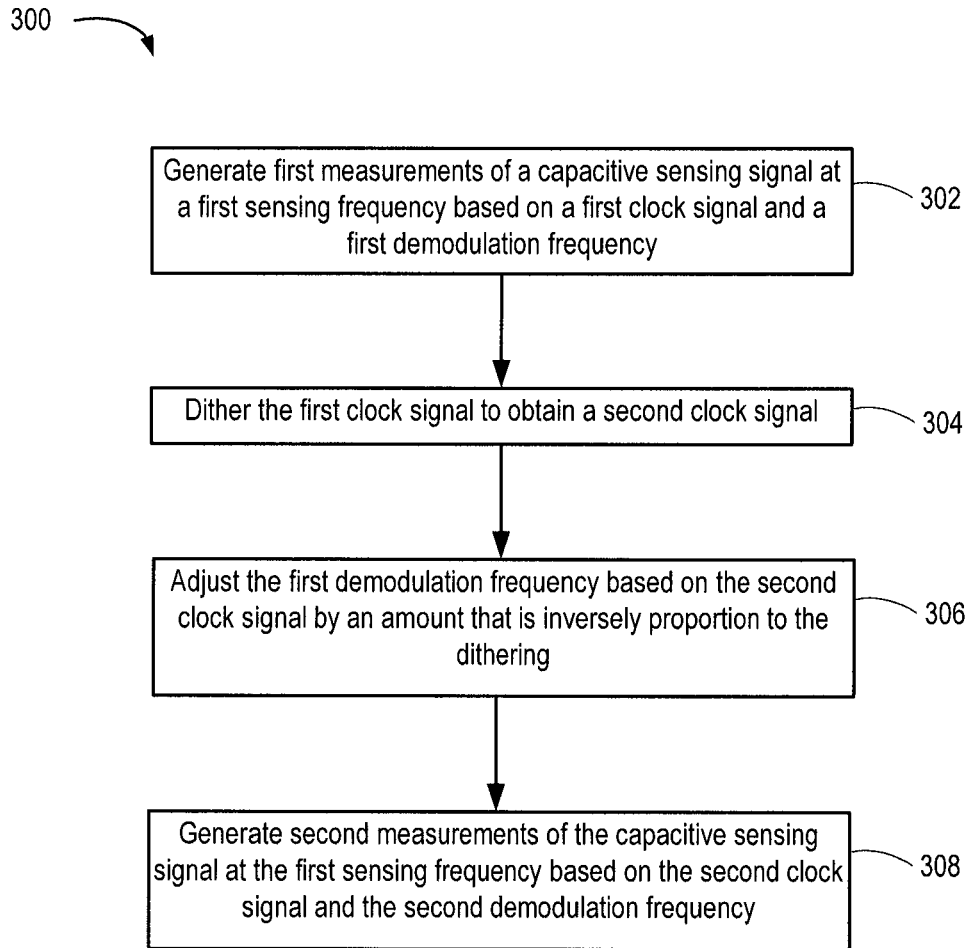 300
Generate first measurements of a capacitive sensing signal at
a first sensing frequency based on a first clock signal and a
first demodulation frequency
302
Dither the first clock signal to obtain a second clock signal
304
Adjust the first demodulation frequency based on the second
clock signal by an amount that is inversely proportion to the
dithering
306
Generate second measurements of the capacitive sensing
signal at the first sensing frequency based on the second clock
signal and the second demodulation frequency
308